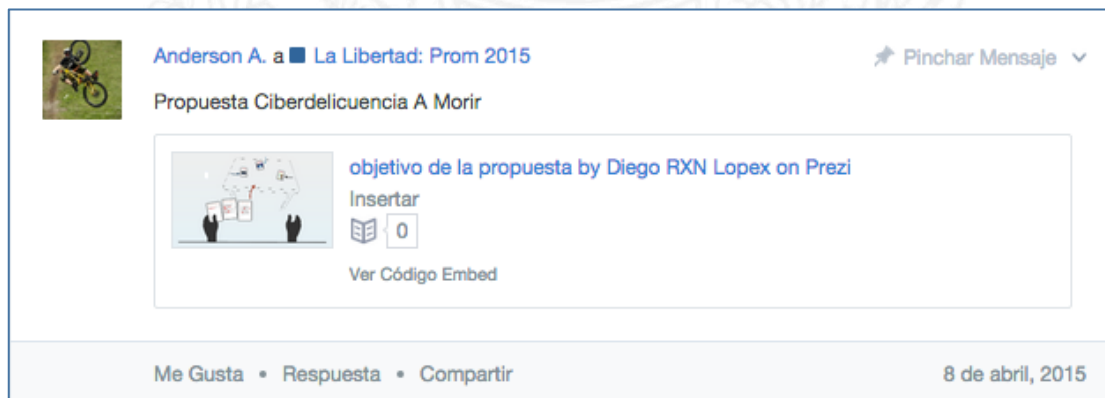 Anderson A. a La Libertad: Prom 2015
Pinchar Mensaje
Propuesta Ciberdelicuencia A Morir
objetivo de la propuesta by Diego RXN Lopex on Prezi
Insertar
0
Ver Código Embed
Me Gusta • Respuesta • Compartir
8 de abril, 2015